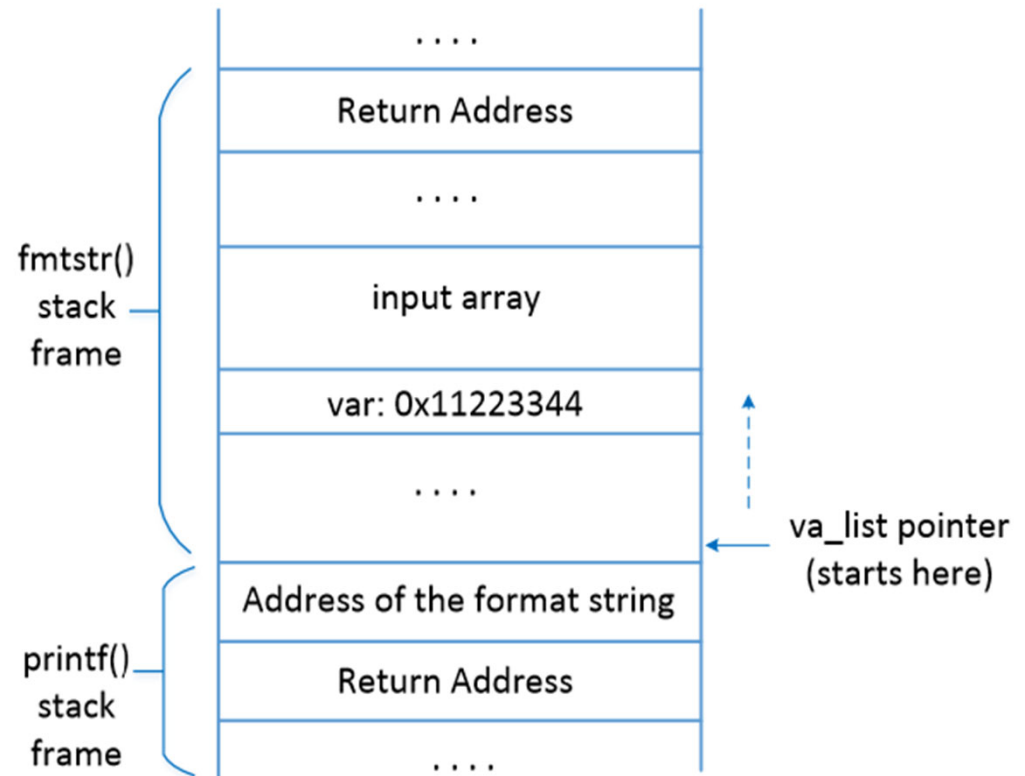 ....
Return Address
....
fmtstr()
stack
frame
input array
var: 0x11223344
....
va_list pointer
(starts here)
Address of the format string
printf()
stack
frame
Return Address
....